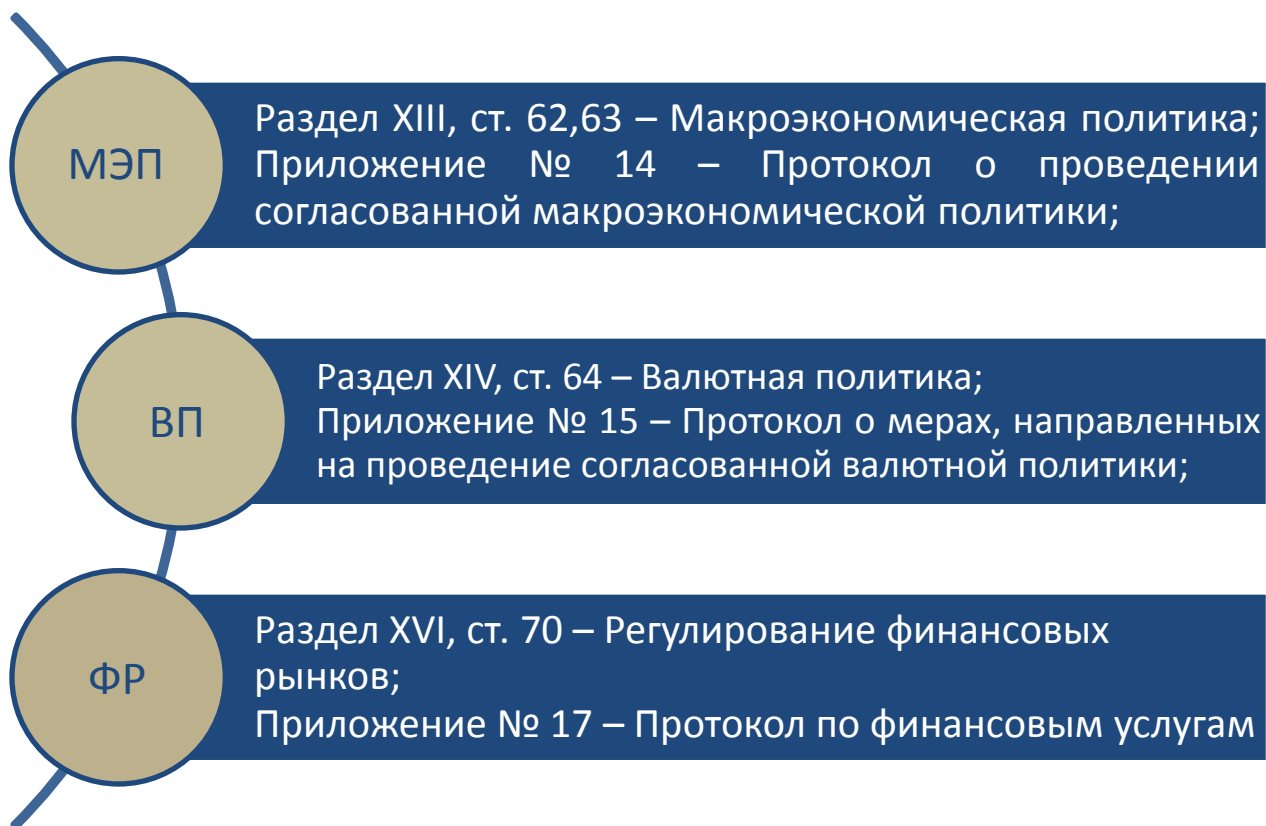 МЭП
Раздел XIII, ст. 62,63 – Макроэкономическая политика;
Приложение № 14 – Протокол о проведении
согласованной макроэкономической политики;
ВП
Раздел XIV, ст. 64 – Валютная политика;
Приложение № 15 – Протокол о мерах, направленных
на проведение согласованной валютной политики;
ФР
Раздел XVI, ст. 70 – Регулирование финансовых
рынков;
Приложение № 17 – Протокол по финансовым услугам